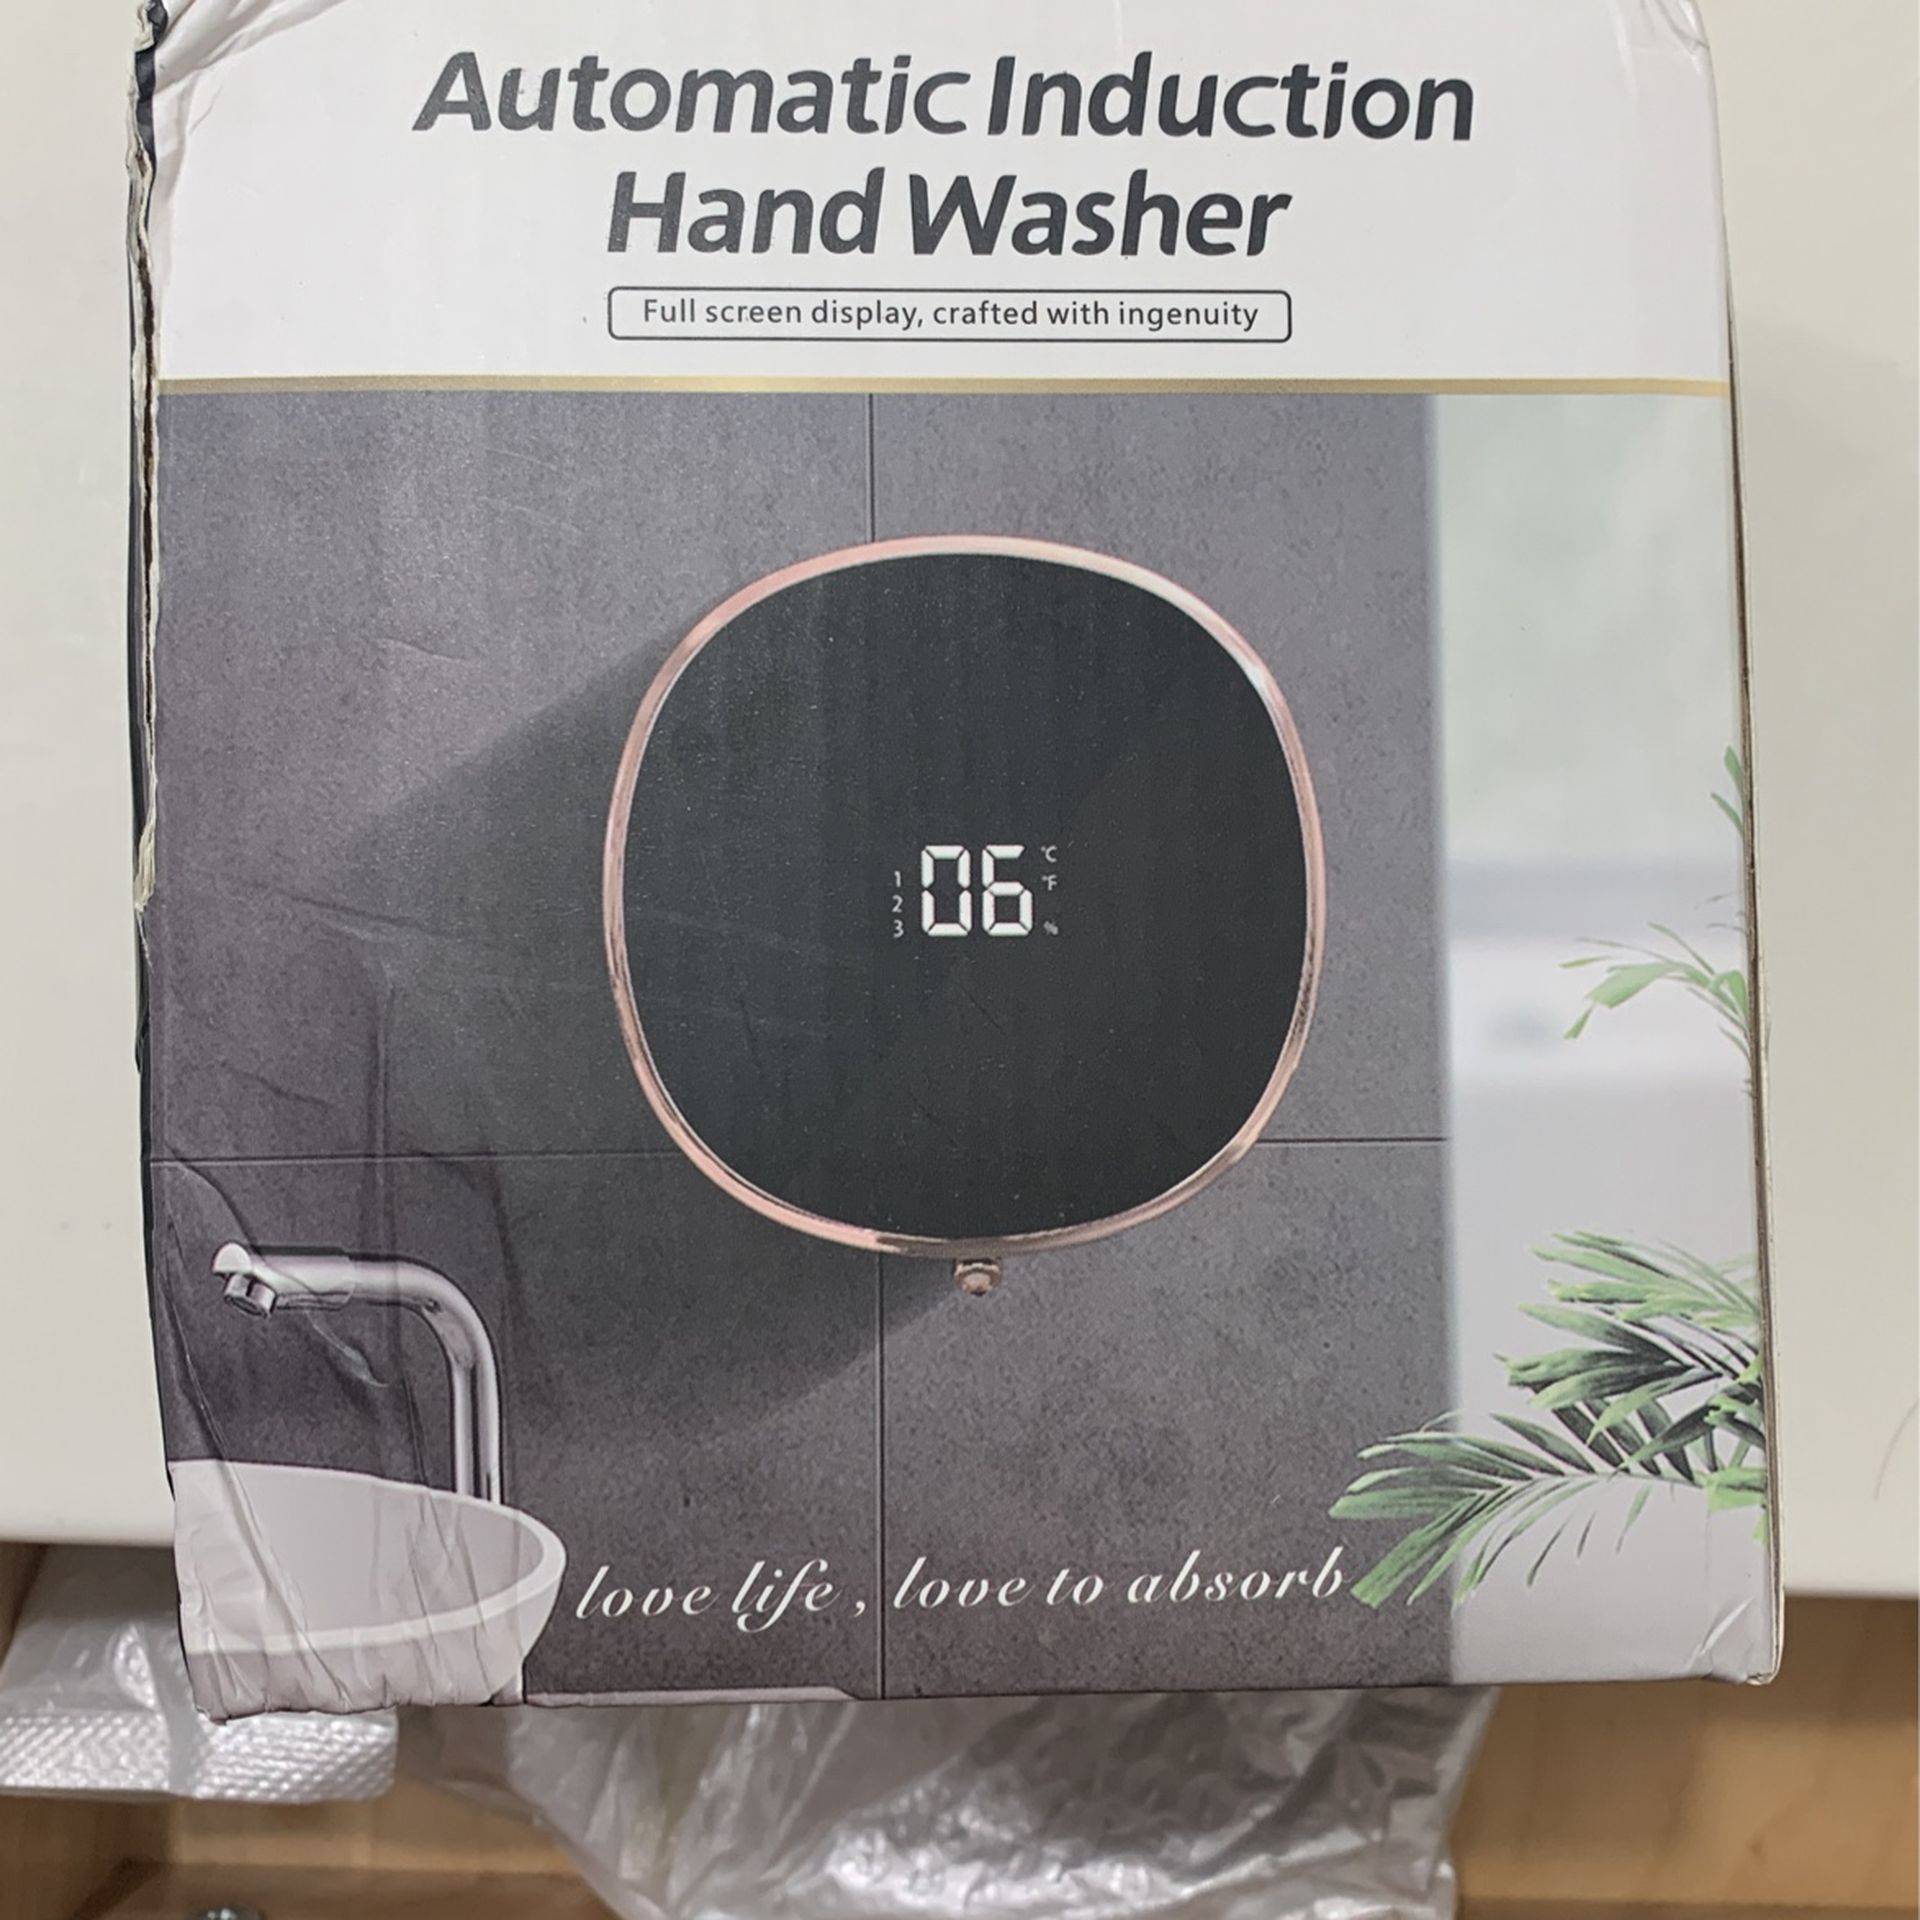 Automatic Induction
Hand Washer
Full screen display, crafted with ingenuity
1
2
3
06
°C
°F
%
love life , love to absorb